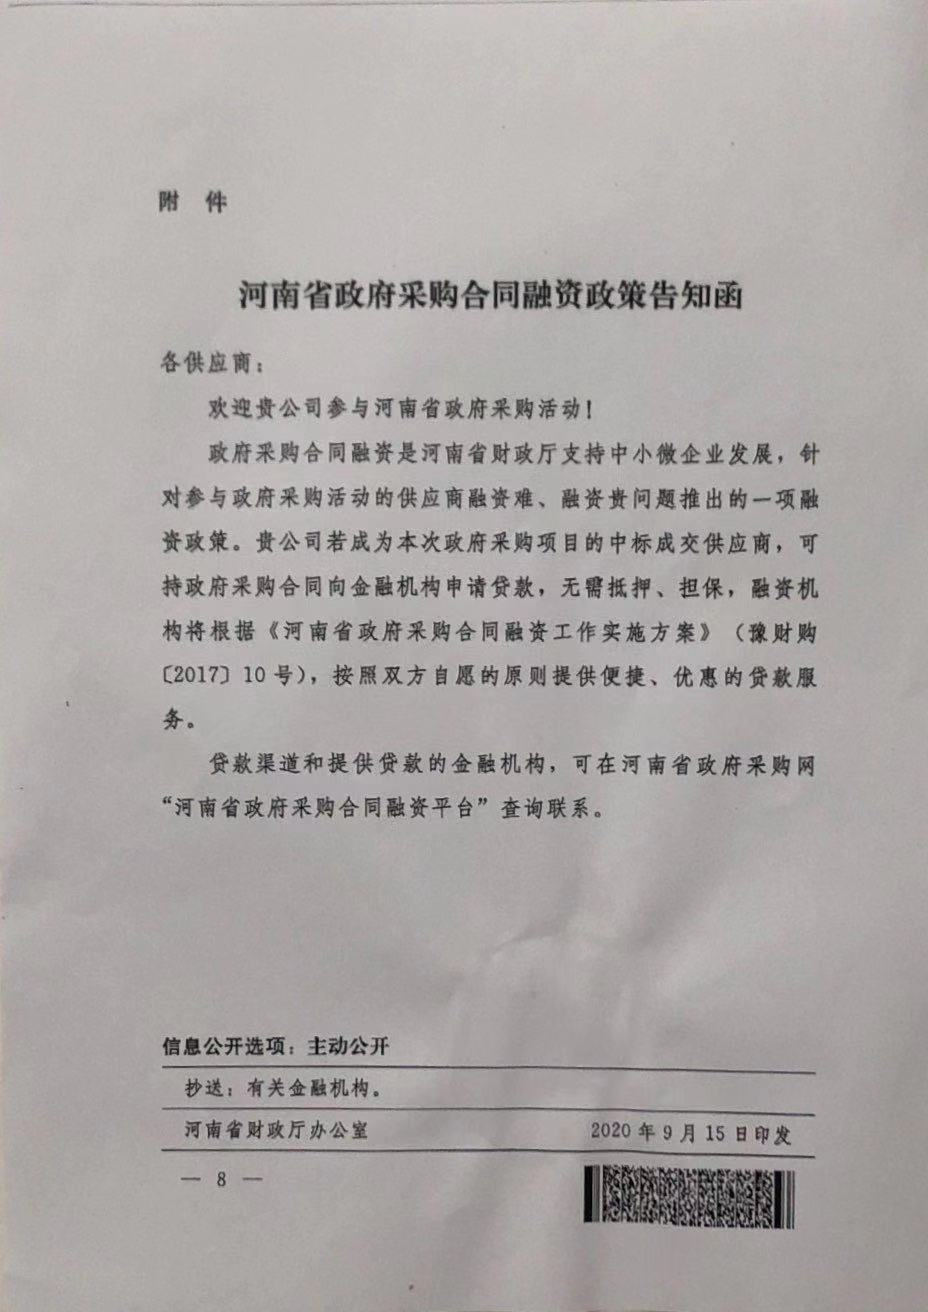 附 件
河南省政府采购合同融资政策告知函
各供应商：
欢迎贵公司参与河南省政府采购活动！
政府采购合同融资是河南省财政厅支持中小微企业发展，针
对参与政府采购活动的供应商融资难、融资贵问题推出的一项融
资政策。贵公司若成为本次政府采购项目的中标成交供应商，可
持政府采购合同向金融机构申请贷款，无需抵押、担保，融资机
构将根据《河南省政府采购合同融资工作实施方案》（豫财购
〔2017〕10 号），按照双方自愿的原则提供便捷、优惠的贷款服
务。
贷款渠道和提供贷款的金融机构，可在河南省政府采购网
“河南省政府采购合同融资平台”查询联系。
信息公开选项：主动公开
抄送：有关金融机构。
河南省财政厅办公室 2020 年 9 月 15 日印发
— 8 —